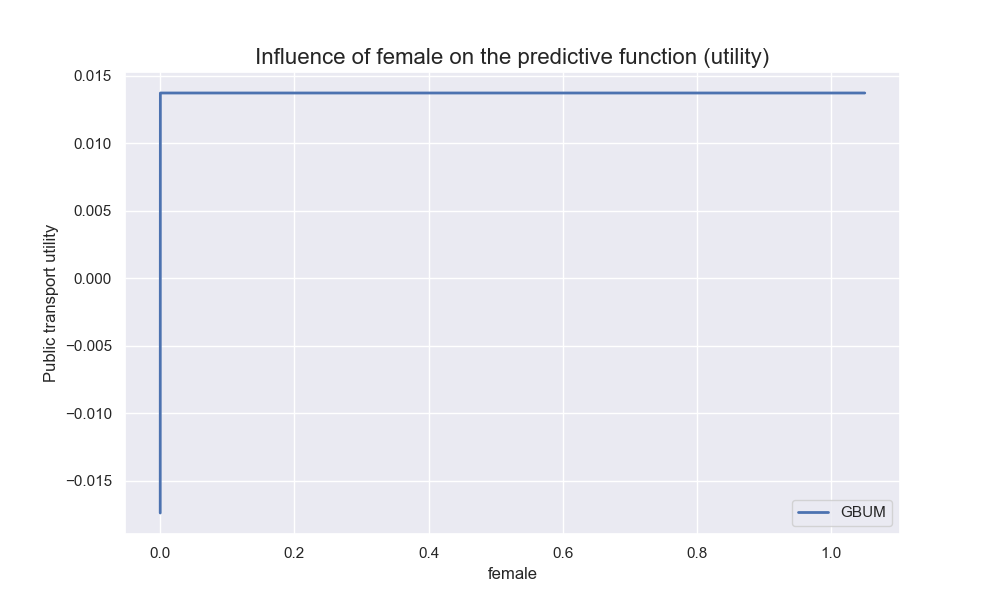 Influence of female on the predictive function (utility)
0.015
0.010
0.005
0.000
−0.005
−0.010
−0.015
Public transport utility
GBUM
0.0 0.2 0.4 0.6 0.8 1.0
female